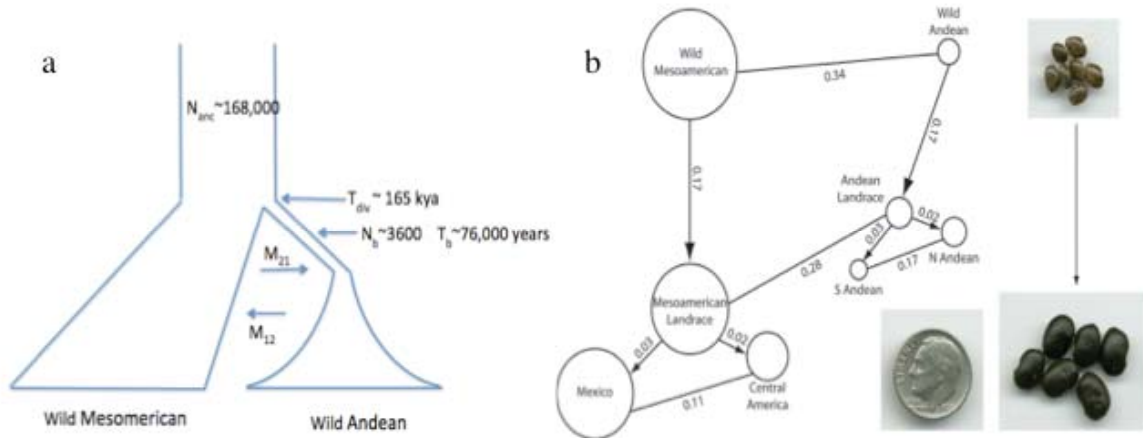 a
N_anc~168,000
T_div~ 165 kya
N_b~3600 T_b~76,000 years
M_21
M_12
Wild Mesomerican
Wild Andean
b
Wild
Mesoamerican
Wild
Andean
0.34
0.17
0.17
Andean
Landrace
0.02
0.03
N Andean
0.17
S Andean
0.28
Mesoamerican
Landrace
0.03
0.02
Mexico
Central
America
0.11
LIBERTY